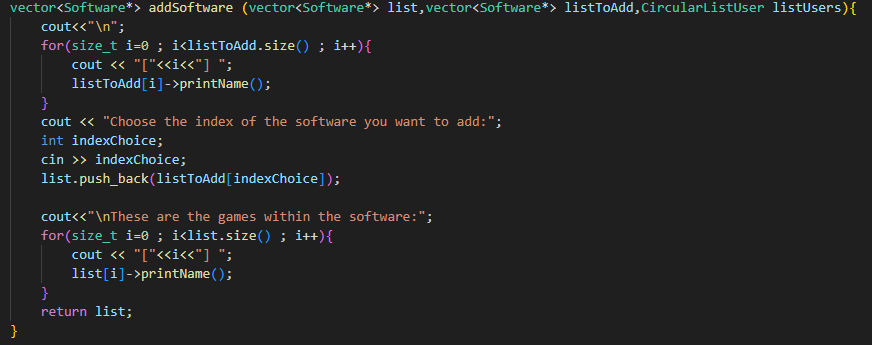 vector<Software*> addSoftware (vector<Software*> list,vector<Software*> listToAdd,CircularListUser listUsers){
    cout<<"\n";
    for(size_t i=0 ; i<listToAdd.size() ; i++){
        cout << "["<<i<<"] ";
        listToAdd[i]->printName();
    }
    cout << "Choose the index of the software you want to add:";
    int indexChoice;
    cin >> indexChoice;
    list.push_back(listToAdd[indexChoice]);

    cout<<"\nThese are the games within the software:";
    for(size_t i=0 ; i<list.size() ; i++){
        cout << "["<<i<<"] ";
        list[i]->printName();
    }
    return list;
}